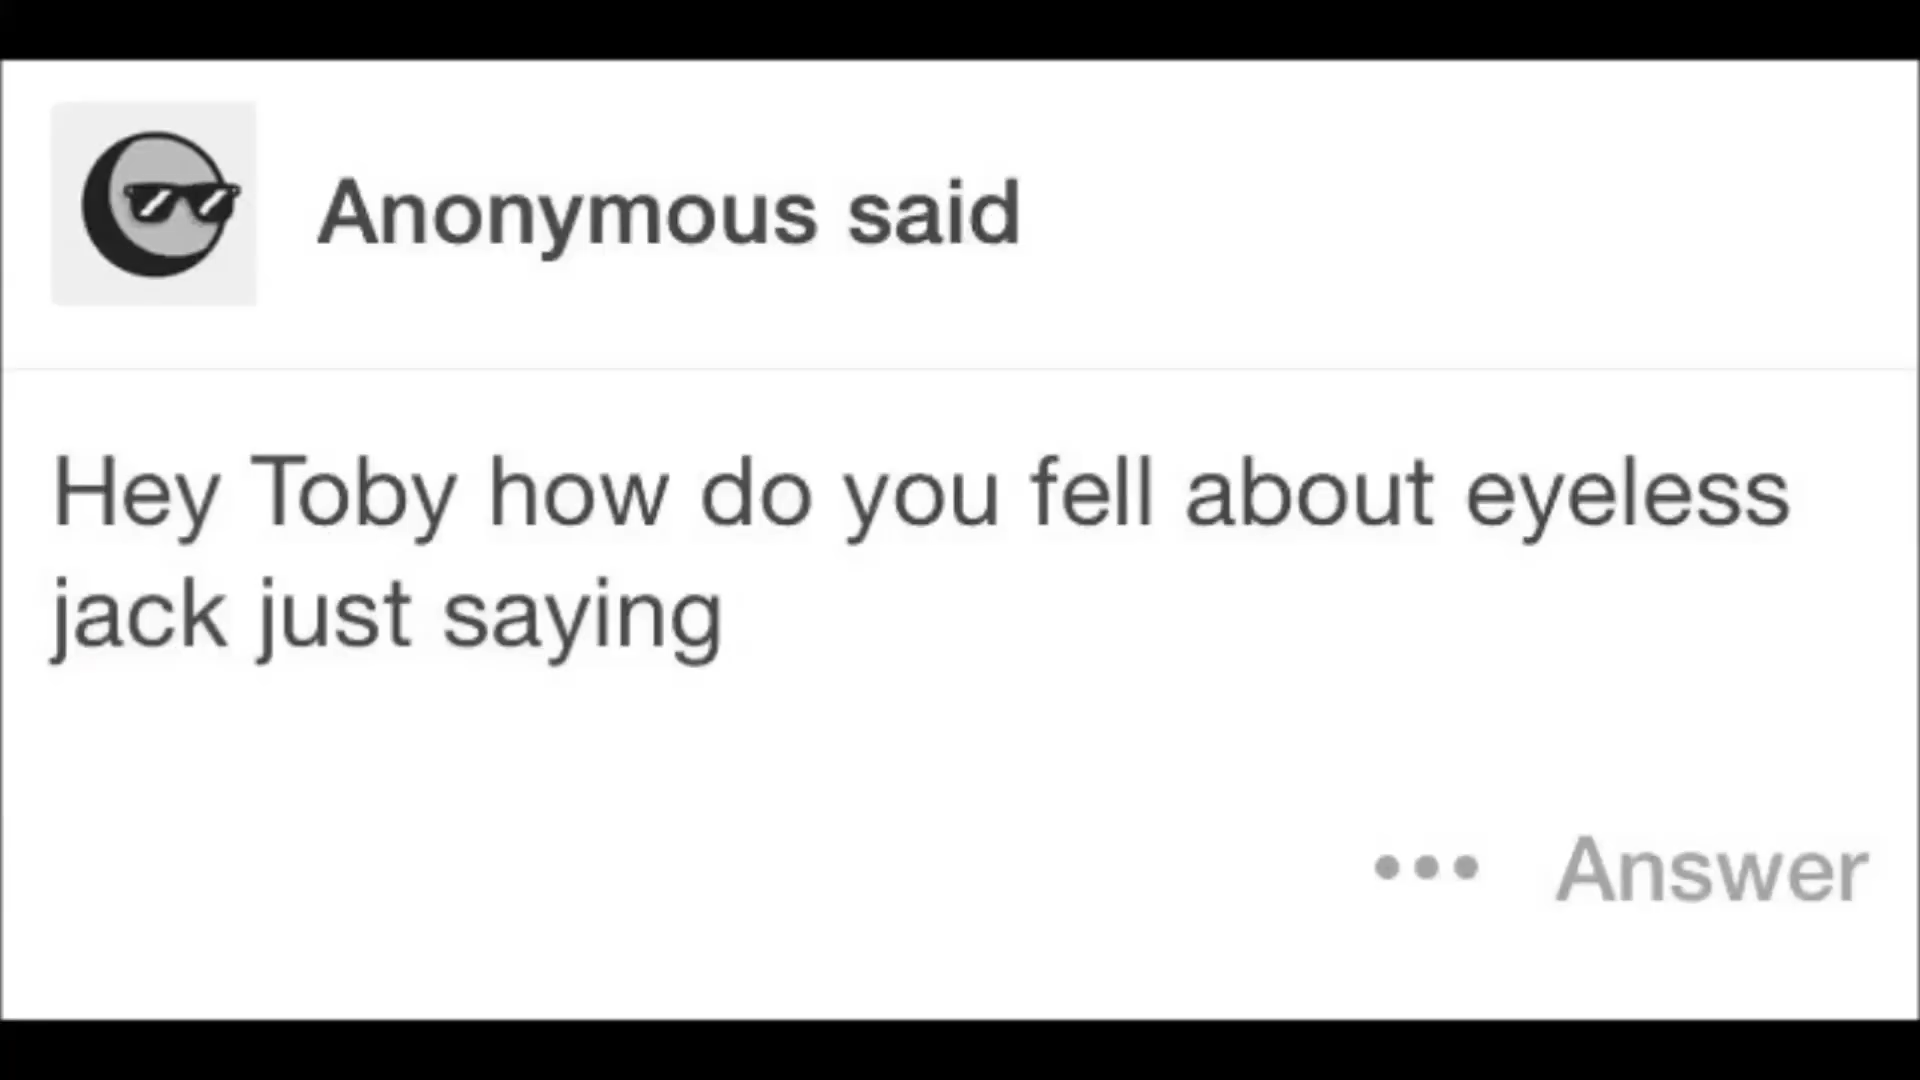 Anonymous said
Hey Toby how do you fell about eyeless
jack just saying
••• Answer